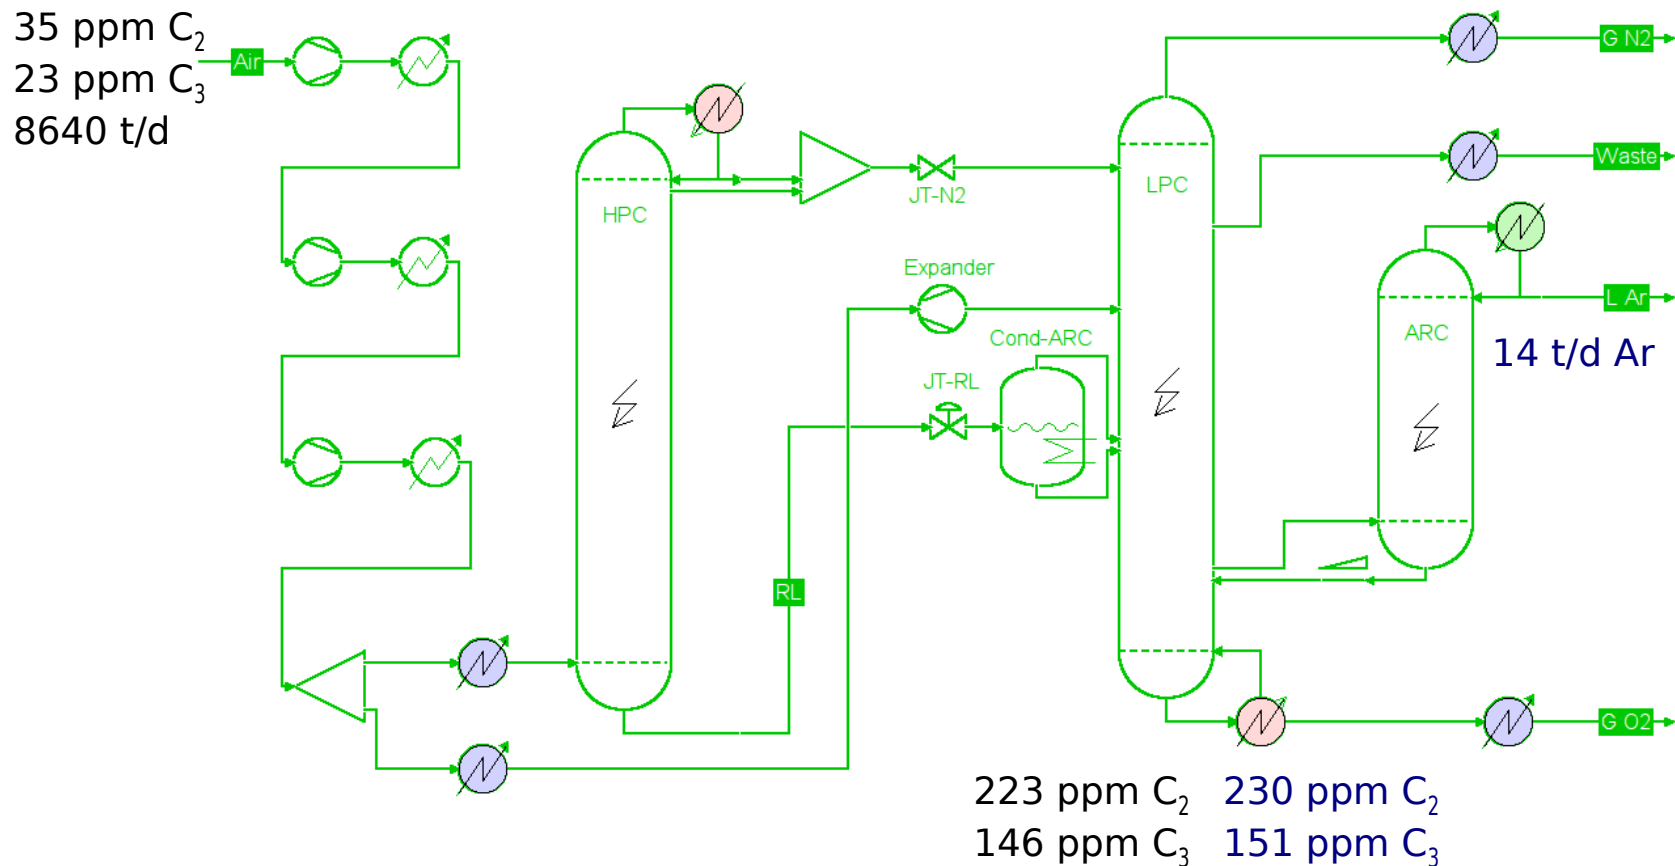 35 ppm C₂
Air
23 ppm C₃
8640 t/d
G N2
Waste
HPC
JT-N2
LPC
Expander
L Ar
Cond-ARC
ARC
14 t/d Ar
JT-RL
RL
G O2
223 ppm C₂ 230 ppm C₂
146 ppm C₃ 151 ppm C₃